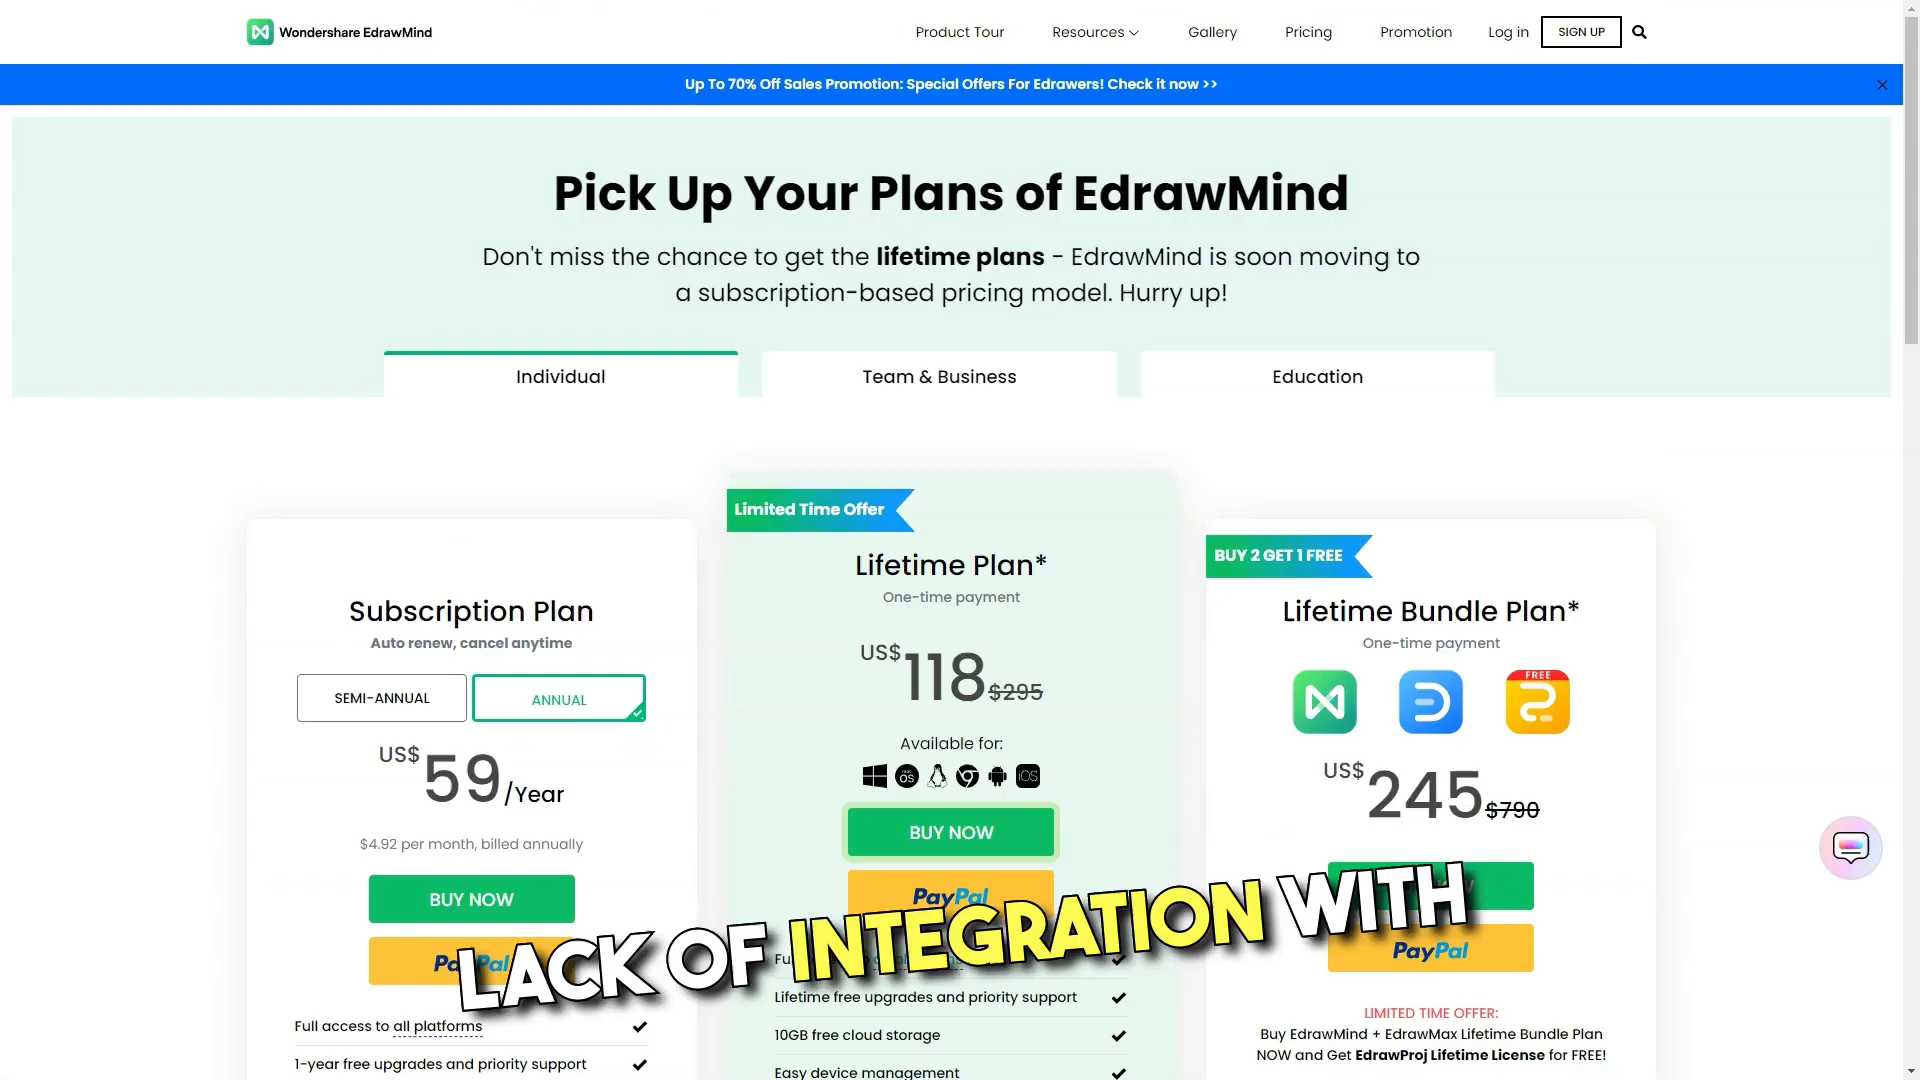 Wondershare EdrawMind
Product Tour
Resources
Gallery
Pricing
Promotion
Log in
SIGN UP
Up To 70% Off Sales Promotion: Special Offers For Edrawers! Check it now >>
Pick Up Your Plans of EdrawMind
Don't miss the chance to get the lifetime plans - EdrawMind is soon moving to
a subscription-based pricing model. Hurry up!
Individual
Team & Business
Education
Subscription Plan
Auto renew, cancel anytime
SEMI-ANNUAL
ANNUAL
US$ 59 /Year
$4.92 per month, billed annually
BUY NOW
PayPal
Full access to all platforms
1-year free upgrades and priority support
Limited Time Offer
Lifetime Plan*
One-time payment
US$ 118 $295
Available for:
macOS
iOS
BUY NOW
PayPal
Lifetime free upgrades and priority support
10GB free cloud storage
Easy device management
BUY 2 GET 1 FREE
Lifetime Bundle Plan*
One-time payment
FREE
US$ 245 $790
PayPal
LIMITED TIME OFFER:
Buy EdrawMind + EdrawMax Lifetime Bundle Plan
NOW and Get EdrawProj Lifetime License for FREE!
LACK OF INTEGRATION WITH